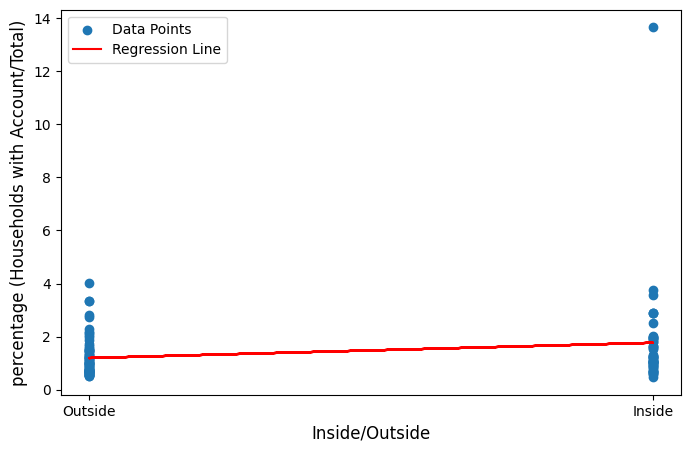 Data Points
Regression Line
14
12
10
8
6
4
2
0
percentage (Households with Account/Total)
Outside
Inside
Inside/Outside